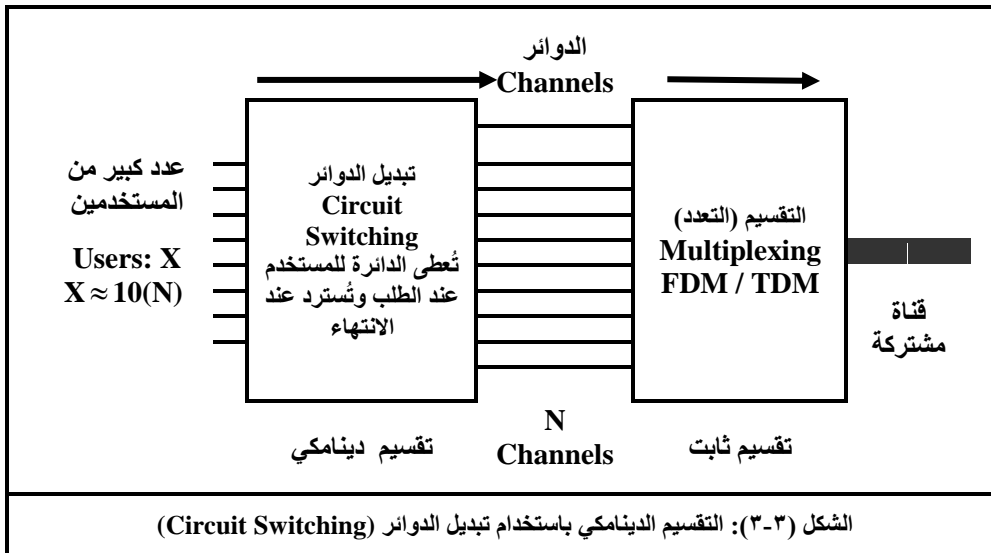 الدوائر
Channels
عدد كبير من
المستخدمين
Users: X
X ≈ 10(N)
تبديل الدوائر
Circuit
Switching
تُعطى الدائرة للمستخدم
عند الطلب وتُسترد عند
الانتهاء
التقسيم (التعدد)
Multiplexing
FDM / TDM
قناة
مشتركة
N
Channels
تقسيم دينامكي
تقسيم ثابت
الشكل (٣-٣): التقسيم الدينامكي باستخدام تبديل الدوائر (Circuit Switching)